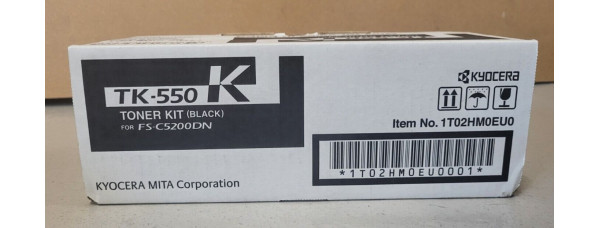 TK-550 K
TONER KIT (BLACK)
FOR FS-C5200DN
KYOCERA MITA Corporation
KYOCERA
Item No. 1T02HM0EU0
*1T02HM0EU0001*